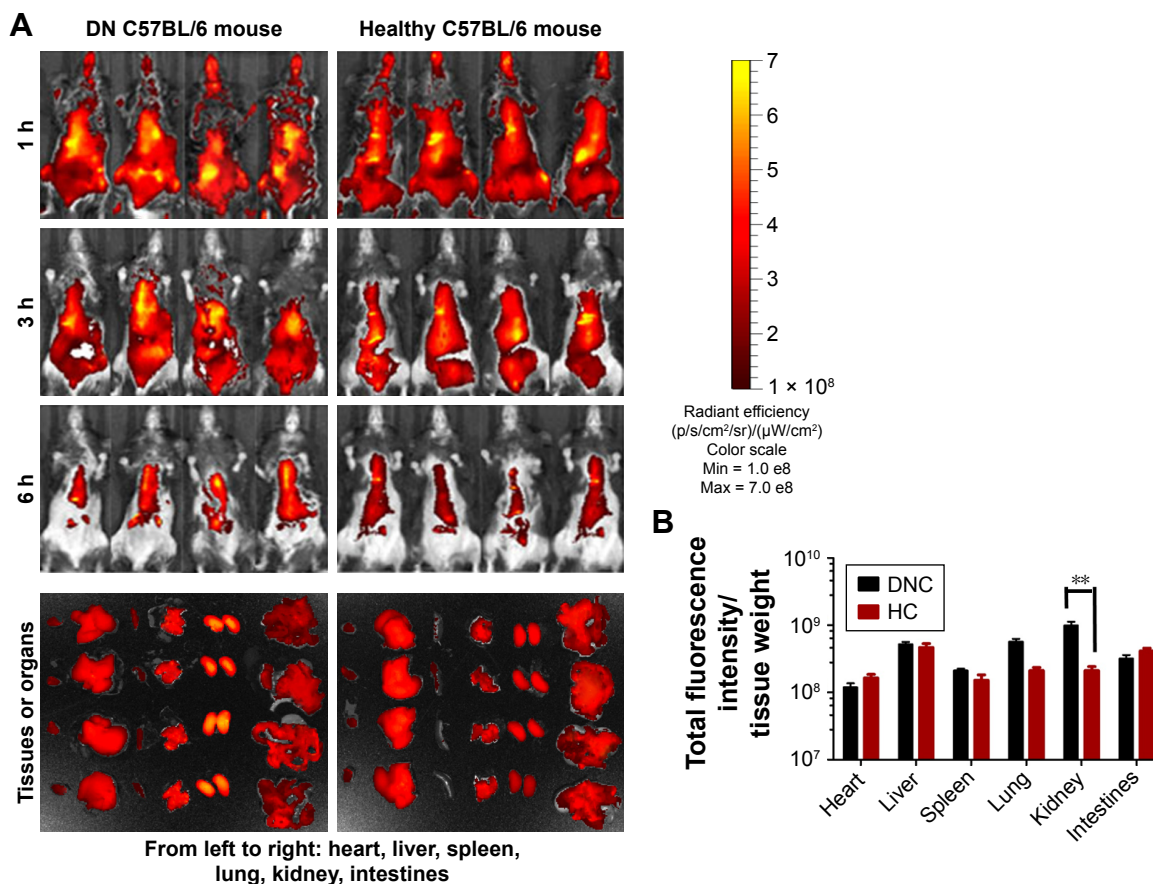 A
DN C57BL/6 mouse
Healthy C57BL/6 mouse
1 h
3 h
6 h
Tissues or organs
From left to right: heart, liver, spleen,
lung, kidney, intestines
7
6
5
4
3
2
1 × 10⁸
Radiant efficiency
(p/s/cm²/sr)/(µW/cm²)
Color scale
Min = 1.0 e8
Max = 7.0 e8
B
Total fluorescence
intensity/
tissue weight
10¹⁰
10⁹
10⁸
10⁷
DNC
HC
**
Heart
Liver
Spleen
Lung
Kidney
Intestines